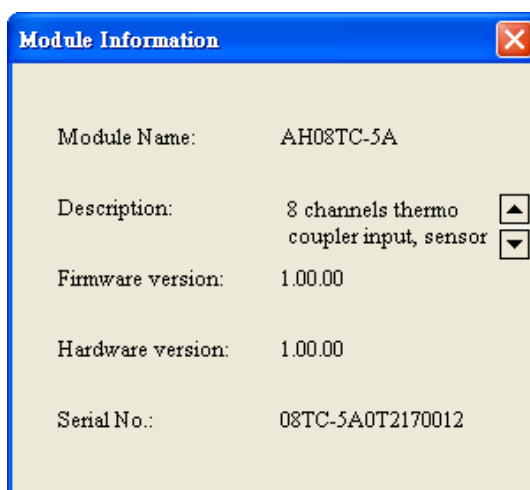 Module Information
Module Name: AH08TC-5A
Description: 8 channels thermo
coupler input, sensor
Firmware version: 1.00.00
Hardware version: 1.00.00
Serial No.: 08TC-5A0T2170012